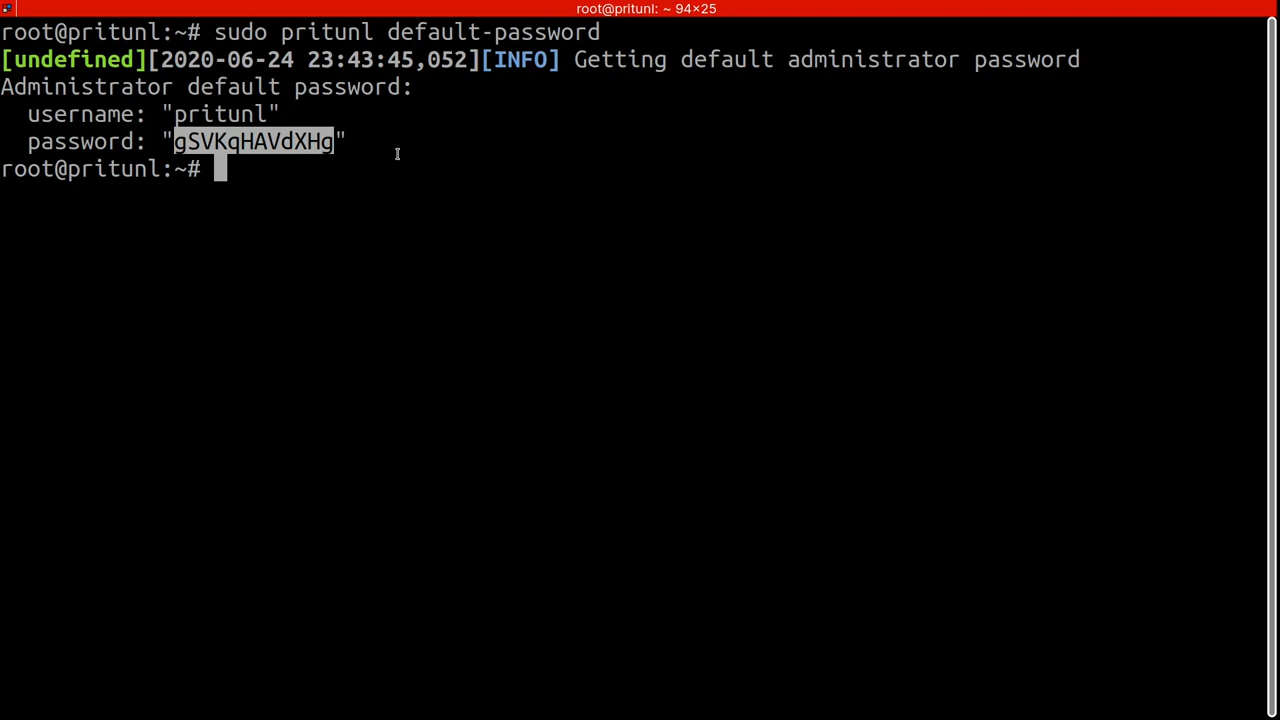 root@pritunl: ~ 94×25
root@pritunl:~# sudo pritunl default-password
[undefined][2020-06-24 23:43:45,052][INFO] Getting default administrator password
Administrator default password:
  username: "pritunl"
  password: "gSVKqHAVdXHg"
root@pritunl:~#